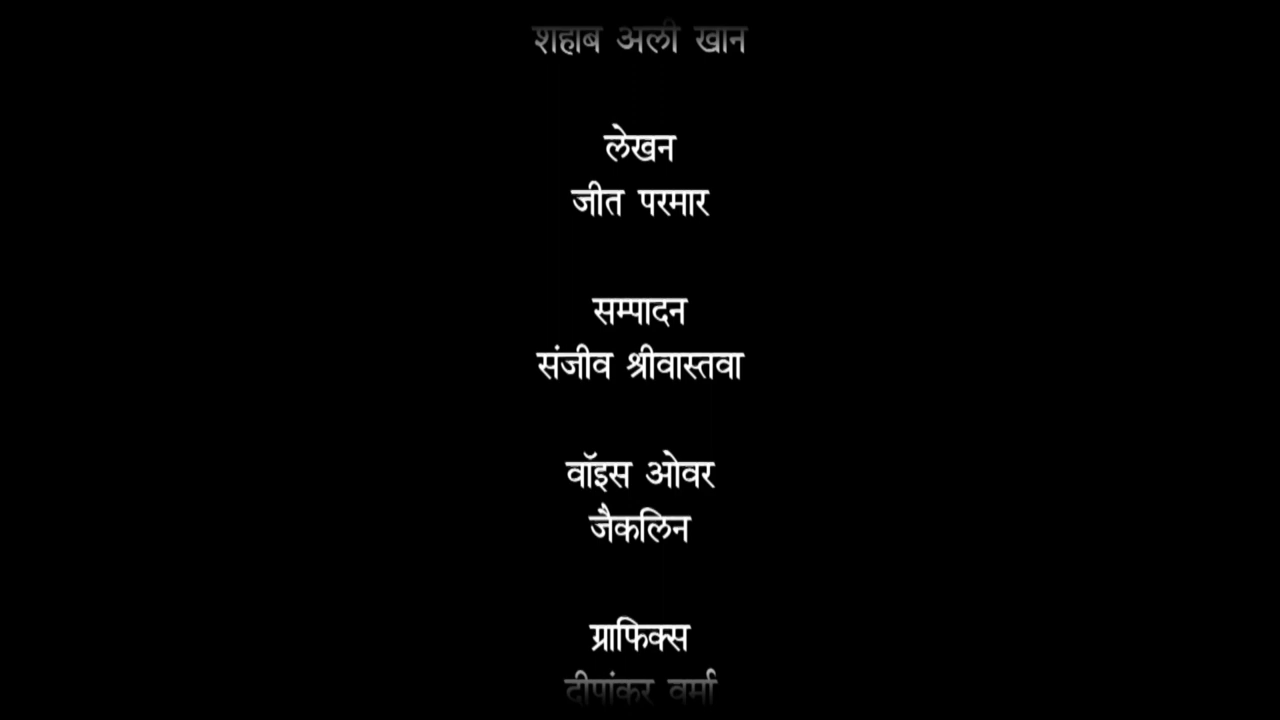 शहाब अली खान
लेखन
जीत परमार
सम्पादन
संजीव श्रीवास्तवा
वॉइस ओवर
जैकलिन
ग्राफिक्स
दीपांकर वर्मा